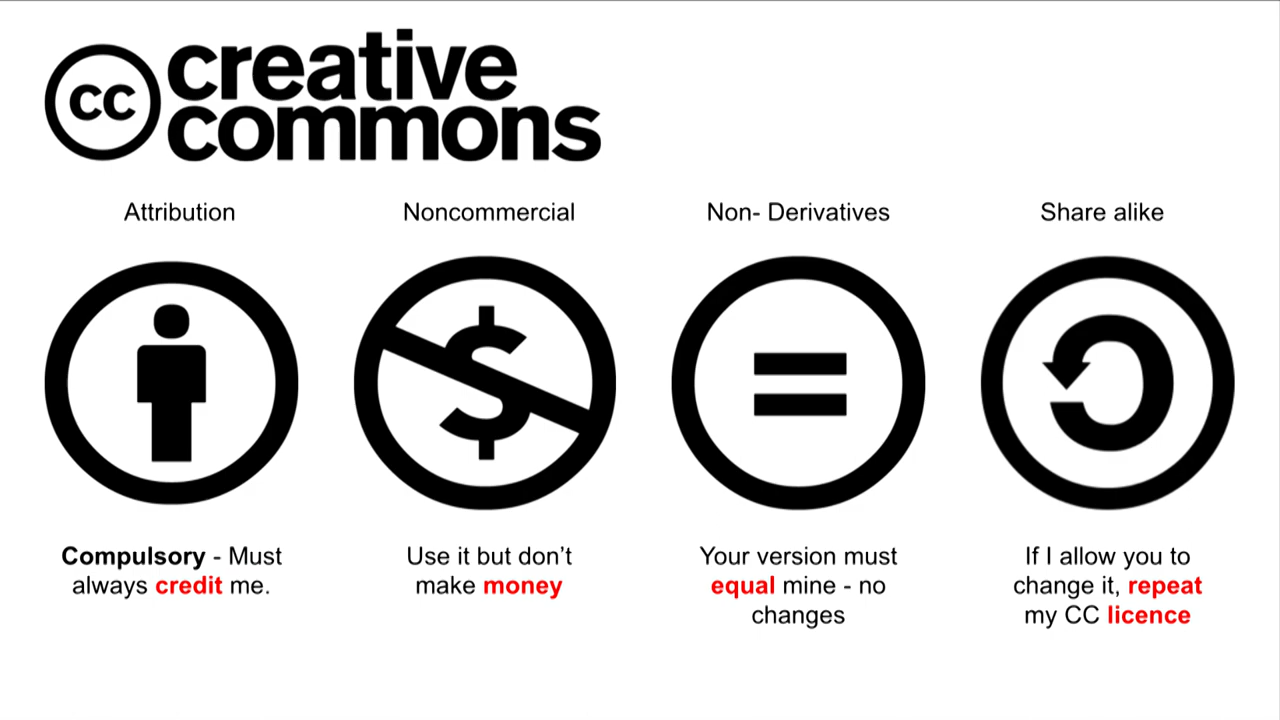 cc creative
commons
Attribution
Noncommercial
Non- Derivatives
Share alike
$
=
Compulsory - Must
always credit me.
Use it but don’t
make money
Your version must
equal mine - no
changes
If I allow you to
change it, repeat
my CC licence